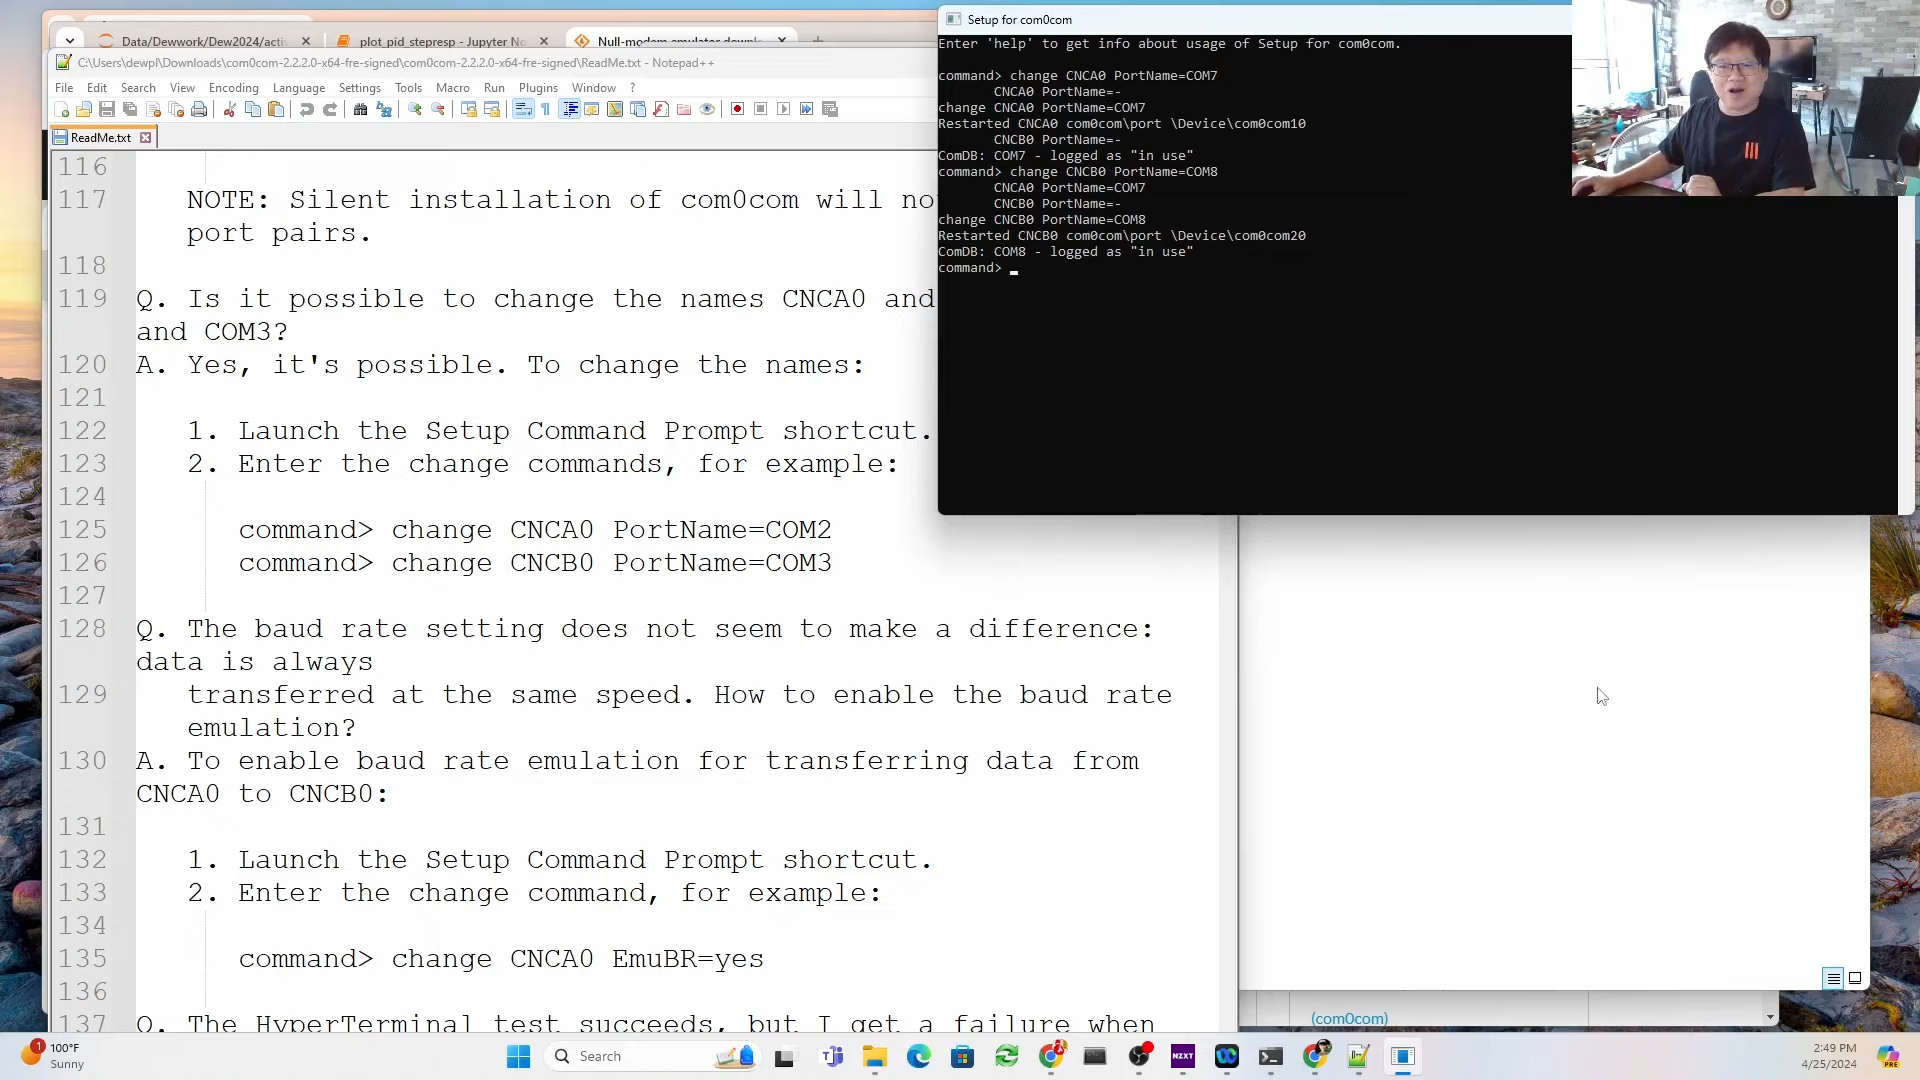 Data/Dewwork/Dew2024/acti
plot_pid_stepresp - Jupyter No
Null-modem emulator downl
C:\Users\dewpl\Downloads\com0com-2.2.2.0-x64-fre-signed\com0com-2.2.2.0-x64-fre-signed\ReadMe.txt - Notepad++
File Edit Search View Encoding Language Settings Tools Macro Run Plugins Window ?
ReadMe.txt
116
117 NOTE: Silent installation of com0com will no
port pairs.
118
119 Q. Is it possible to change the names CNCA0 and
and COM3?
120 A. Yes, it's possible. To change the names:
121
122 1. Launch the Setup Command Prompt shortcut.
123 2. Enter the change commands, for example:
124
125 command> change CNCA0 PortName=COM2
126 command> change CNCB0 PortName=COM3
127
128 Q. The baud rate setting does not seem to make a difference:
data is always
129 transferred at the same speed. How to enable the baud rate
emulation?
130 A. To enable baud rate emulation for transferring data from
CNCA0 to CNCB0:
131
132 1. Launch the Setup Command Prompt shortcut.
133 2. Enter the change command, for example:
134
135 command> change CNCA0 EmuBR=yes
136
137 Q. The HyperTerminal test succeeds, but I get a failure when
Setup for com0com
Enter 'help' to get info about usage of Setup for com0com.
command> change CNCA0 PortName=COM7
CNCA0 PortName=-
change CNCA0 PortName=COM7
Restarted CNCA0 com0com\port \Device\com0com10
CNCB0 PortName=-
ComDB: COM7 - logged as "in use"
command> change CNCB0 PortName=COM8
CNCA0 PortName=COM7
CNCB0 PortName=-
change CNCB0 PortName=COM8
Restarted CNCB0 com0com\port \Device\com0com20
ComDB: COM8 - logged as "in use"
command>
(com0com)
1
100°F
Sunny
Search
NZXT
2:49 PM
4/25/2024
PRE